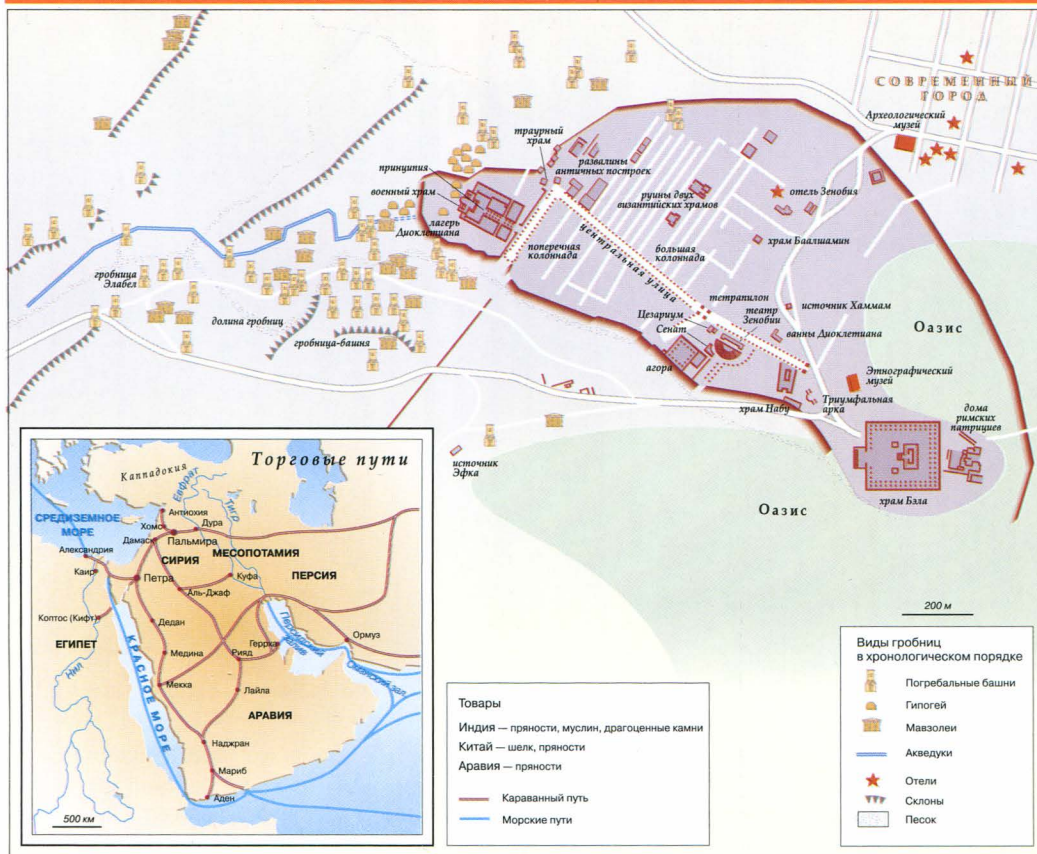 СОВРЕМЕННЫЙ
ГОРОД
Археологический
музей
траурный
храм
развалины
античных построек
принципия
военный храм
лагерь
Диоклетиана
руины двух
византийских храмов
отель Зенобия
храм Баалшамин
поперечная
колоннада
центральная улица
большая
колоннада
гробница
Элабел
долина гробниц
гробница-башня
тетрапилон
театр
Зенобии
Цезариум
Сенат
агора
источник Хаммам
ванны Диоклетиана
Оазис
Этнографический
музей
храм Набу
Триумфальная
арка
дома
римских
патрициев
храм Бэла
источник
Эфка
Оазис
200 м
Торговые пути
Каппадокия
Евфрат
Тигр
СРЕДИЗЕМНОЕ
МОРЕ
Антиохия
Хомс
Дура
Дамаск
Пальмира
Александрия
СИРИЯ
МЕСОПОТАМИЯ
Каир
Петра
Куфа
ПЕРСИЯ
Аль-Джаф
Коптос (Кифт)
Дедан
ЕГИПЕТ
Нил
КРАСНОЕ МОРЕ
Медина
Геррха
Рияд
Персидский
залив
Ормуз
Оманский зал.
Мекка
Лайла
АРАВИЯ
Наджран
Мариб
Аден
500 км
Товары
Индия — пряности, муслин, драгоценные камни
Китай — шелк, пряности
Аравия — пряности
Караванный путь
Морские пути
Виды гробниц
в хронологическом порядке
Погребальные башни
Гипогей
Мавзолеи
Акведуки
Отели
Склоны
Песок